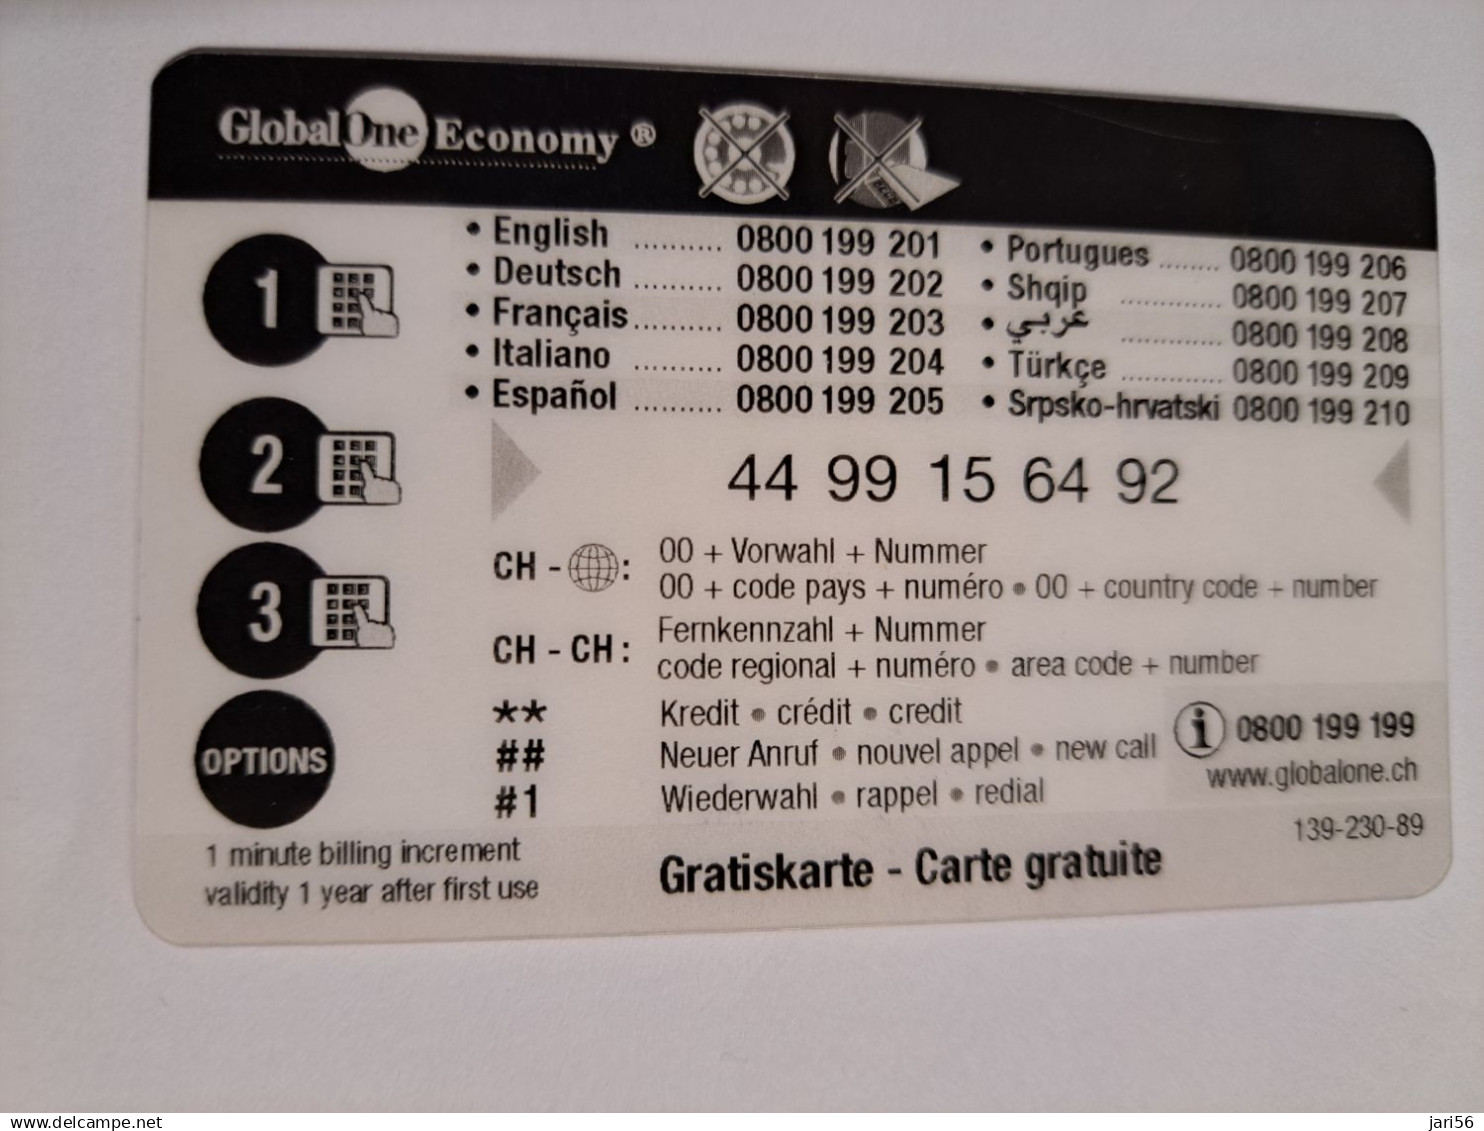 GlobalOne Economy ®
1
• English .......... 0800 199 201
• Deutsch .......... 0800 199 202
• Français.......... 0800 199 203
• Italiano .......... 0800 199 204
• Español .......... 0800 199 205
• Portugues ........ 0800 199 206
• Shqip ............. 0800 199 207
• عربي ............. 0800 199 208
• Türkçe ............. 0800 199 209
• Srpsko-hrvatski 0800 199 210
2
44 99 15 64 92
3
CH - : 00 + Vorwahl + Nummer
00 + code pays + numéro • 00 + country code + number
CH - CH : Fernkennzahl + Nummer
code regional + numéro • area code + number
OPTIONS
** Kredit • crédit • credit
## Neuer Anruf • nouvel appel • new call
#1 Wiederwahl • rappel • redial
i 0800 199 199
www.globalone.ch
139-230-89
1 minute billing increment
validity 1 year after first use
Gratiskarte - Carte gratuite
www.delcampe.net
jari56